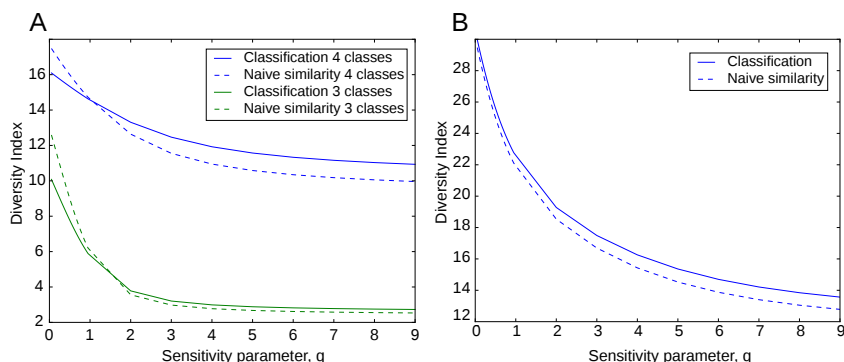 A
Diversity Index
16
14
12
10
8
6
4
2
0 1 2 3 4 5 6 7 8 9
Sensitivity parameter, q
Classification 4 classes
Naive similarity 4 classes
Classification 3 classes
Naive similarity 3 classes
B
Diversity Index
28
26
24
22
20
18
16
14
12
0 1 2 3 4 5 6 7 8 9
Sensitivity parameter, q
Classification
Naive similarity